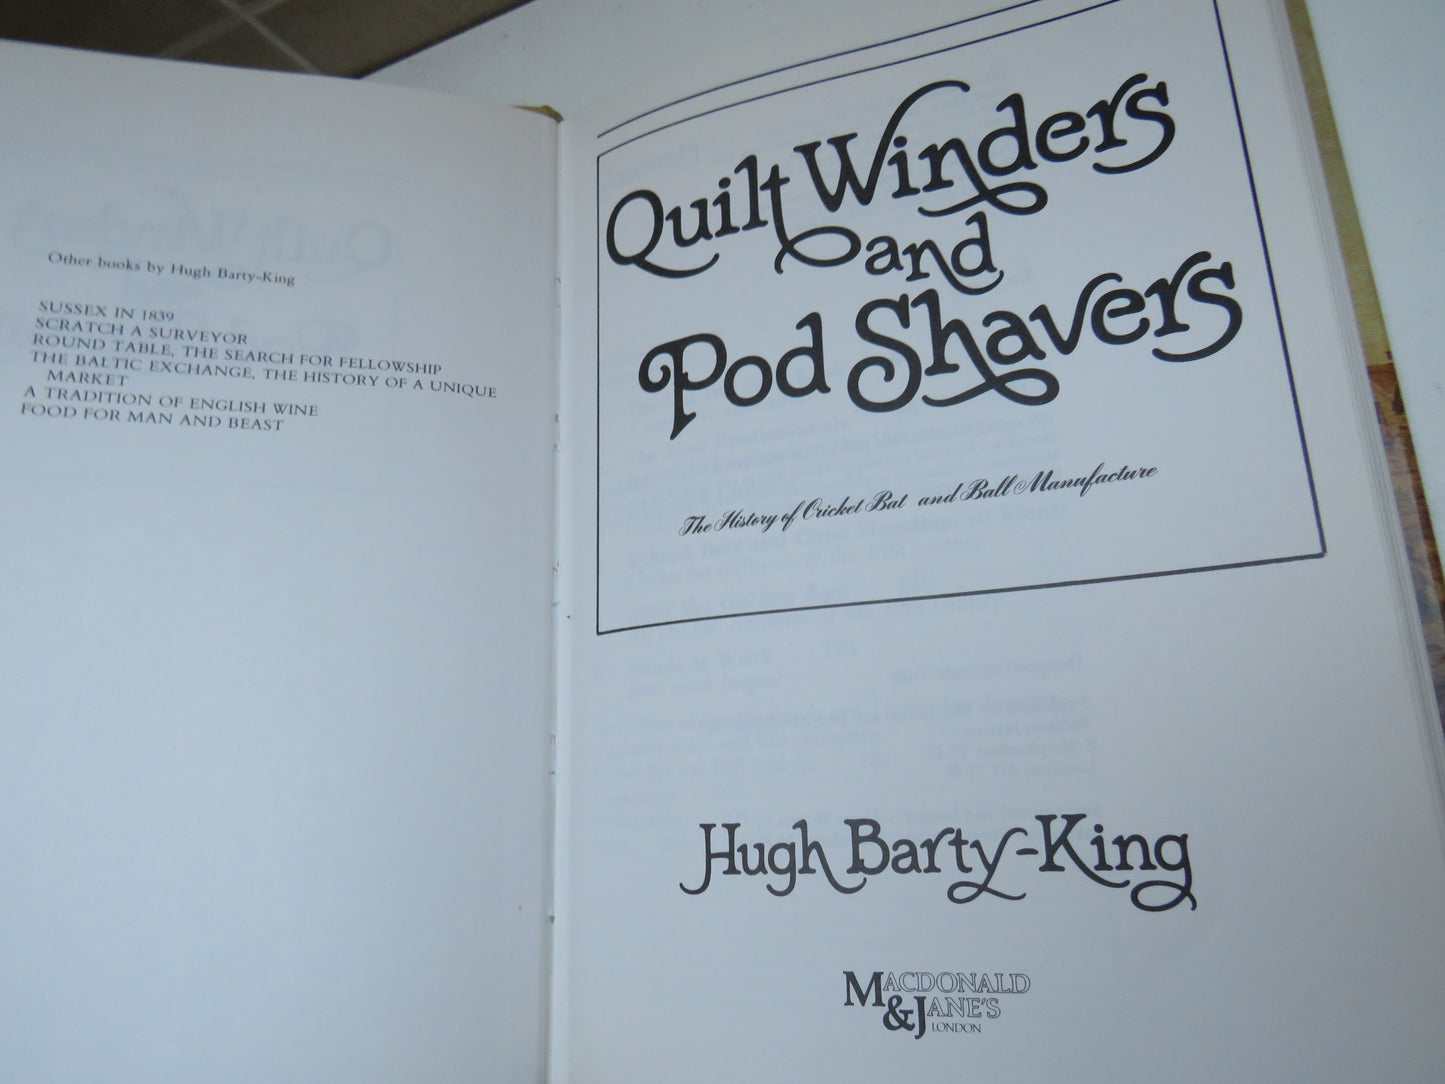 Other books by Hugh Barty-King
SUSSEX IN 1839
SCRATCH A SURVEYOR
ROUND TABLE, THE SEARCH FOR FELLOWSHIP
THE BALTIC EXCHANGE, THE HISTORY OF A UNIQUE
MARKET
A TRADITION OF ENGLISH WINE
FOOD FOR MAN AND BEAST
Quilt Winders
and
Pod Shavers
The History of Cricket Bat and Ball Manufacture
Hugh Barty-King
MACDONALD
& JANE'S
LONDON